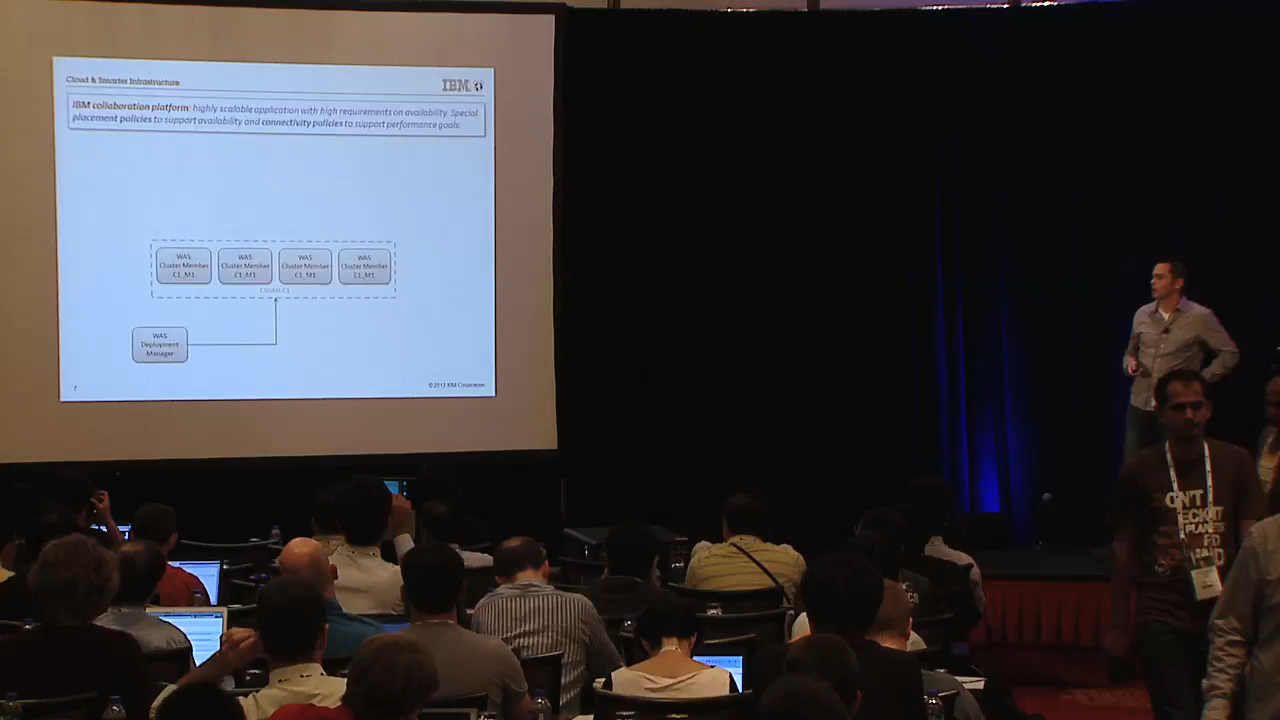 Cloud & Smarter Infrastructure
IBM
IBM collaboration platform: highly scalable application with high requirements on availability. Special
placement policies to support availability and connectivity policies to support performance goals.
WAS
Cluster Member
C1_M1
WAS
Cluster Member
C1_M1
WAS
Cluster Member
C1_M1
WAS
Cluster Member
C1_M1
Cluster C1
WAS
Deployment
Manager
7
© 2013 IBM Corporation